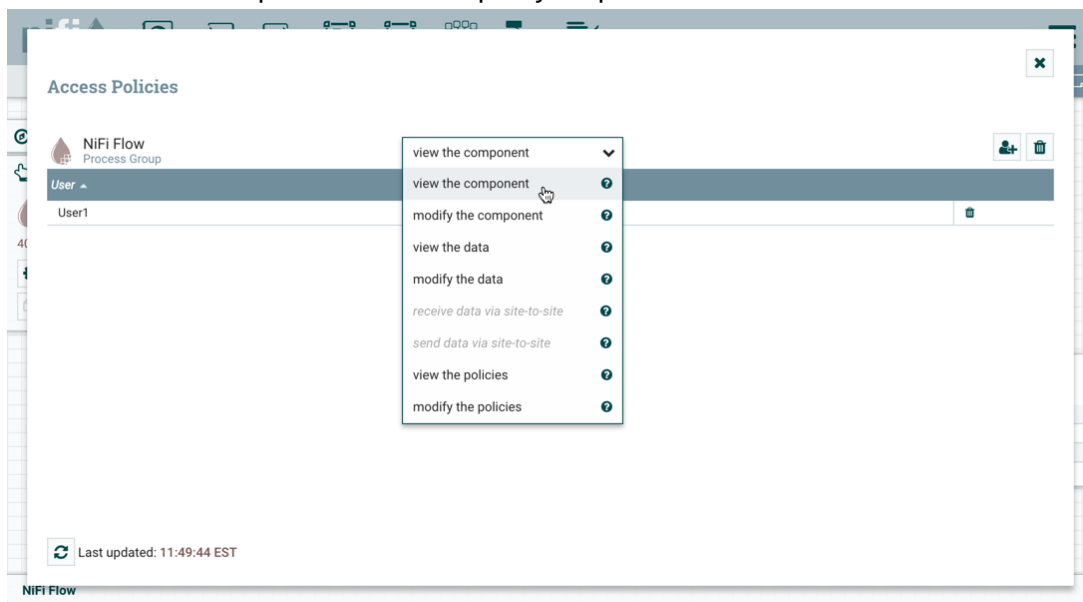 Access Policies
NiFi Flow
Process Group
view the component
User
User1
view the component
modify the component
view the data
modify the data
receive data via site-to-site
send data via site-to-site
view the policies
modify the policies
Last updated: 11:49:44 EST
NiFi Flow